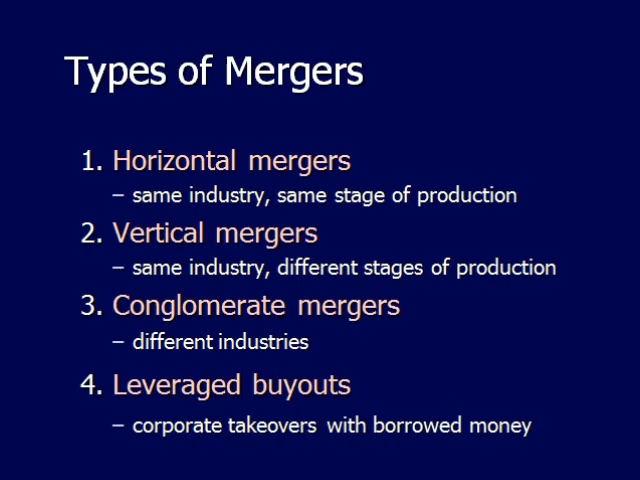 Types of Mergers
1. Horizontal mergers
– same industry, same stage of production
2. Vertical mergers
– same industry, different stages of production
3. Conglomerate mergers
– different industries
4. Leveraged buyouts
– corporate takeovers with borrowed money